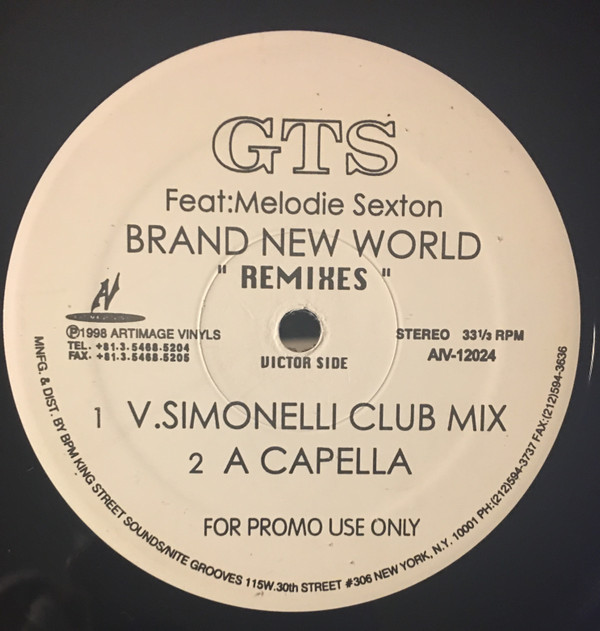 GTS
Feat:Melodie Sexton
BRAND NEW WORLD
" REMIXES "
℗1998 ARTIMAGE VINYLS
TEL. +81.3.5468.5204
FAX. +81.3.5468.5205
STEREO 33⅓ RPM
AIV-12024
VICTOR SIDE
1 V.SIMONELLI CLUB MIX
2 A CAPELLA
FOR PROMO USE ONLY
MNFG. & DIST. BY BPM KING STREET SOUNDS/NITE GROOVES 115W.30th STREET #306 NEW YORK, N.Y. 10001 PH:(212)594-3737 FAX:(212)594-3636